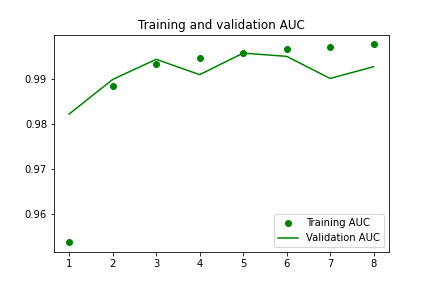 Training and validation AUC
0.99
0.98
0.97
0.96
Training AUC
Validation AUC
1 2 3 4 5 6 7 8